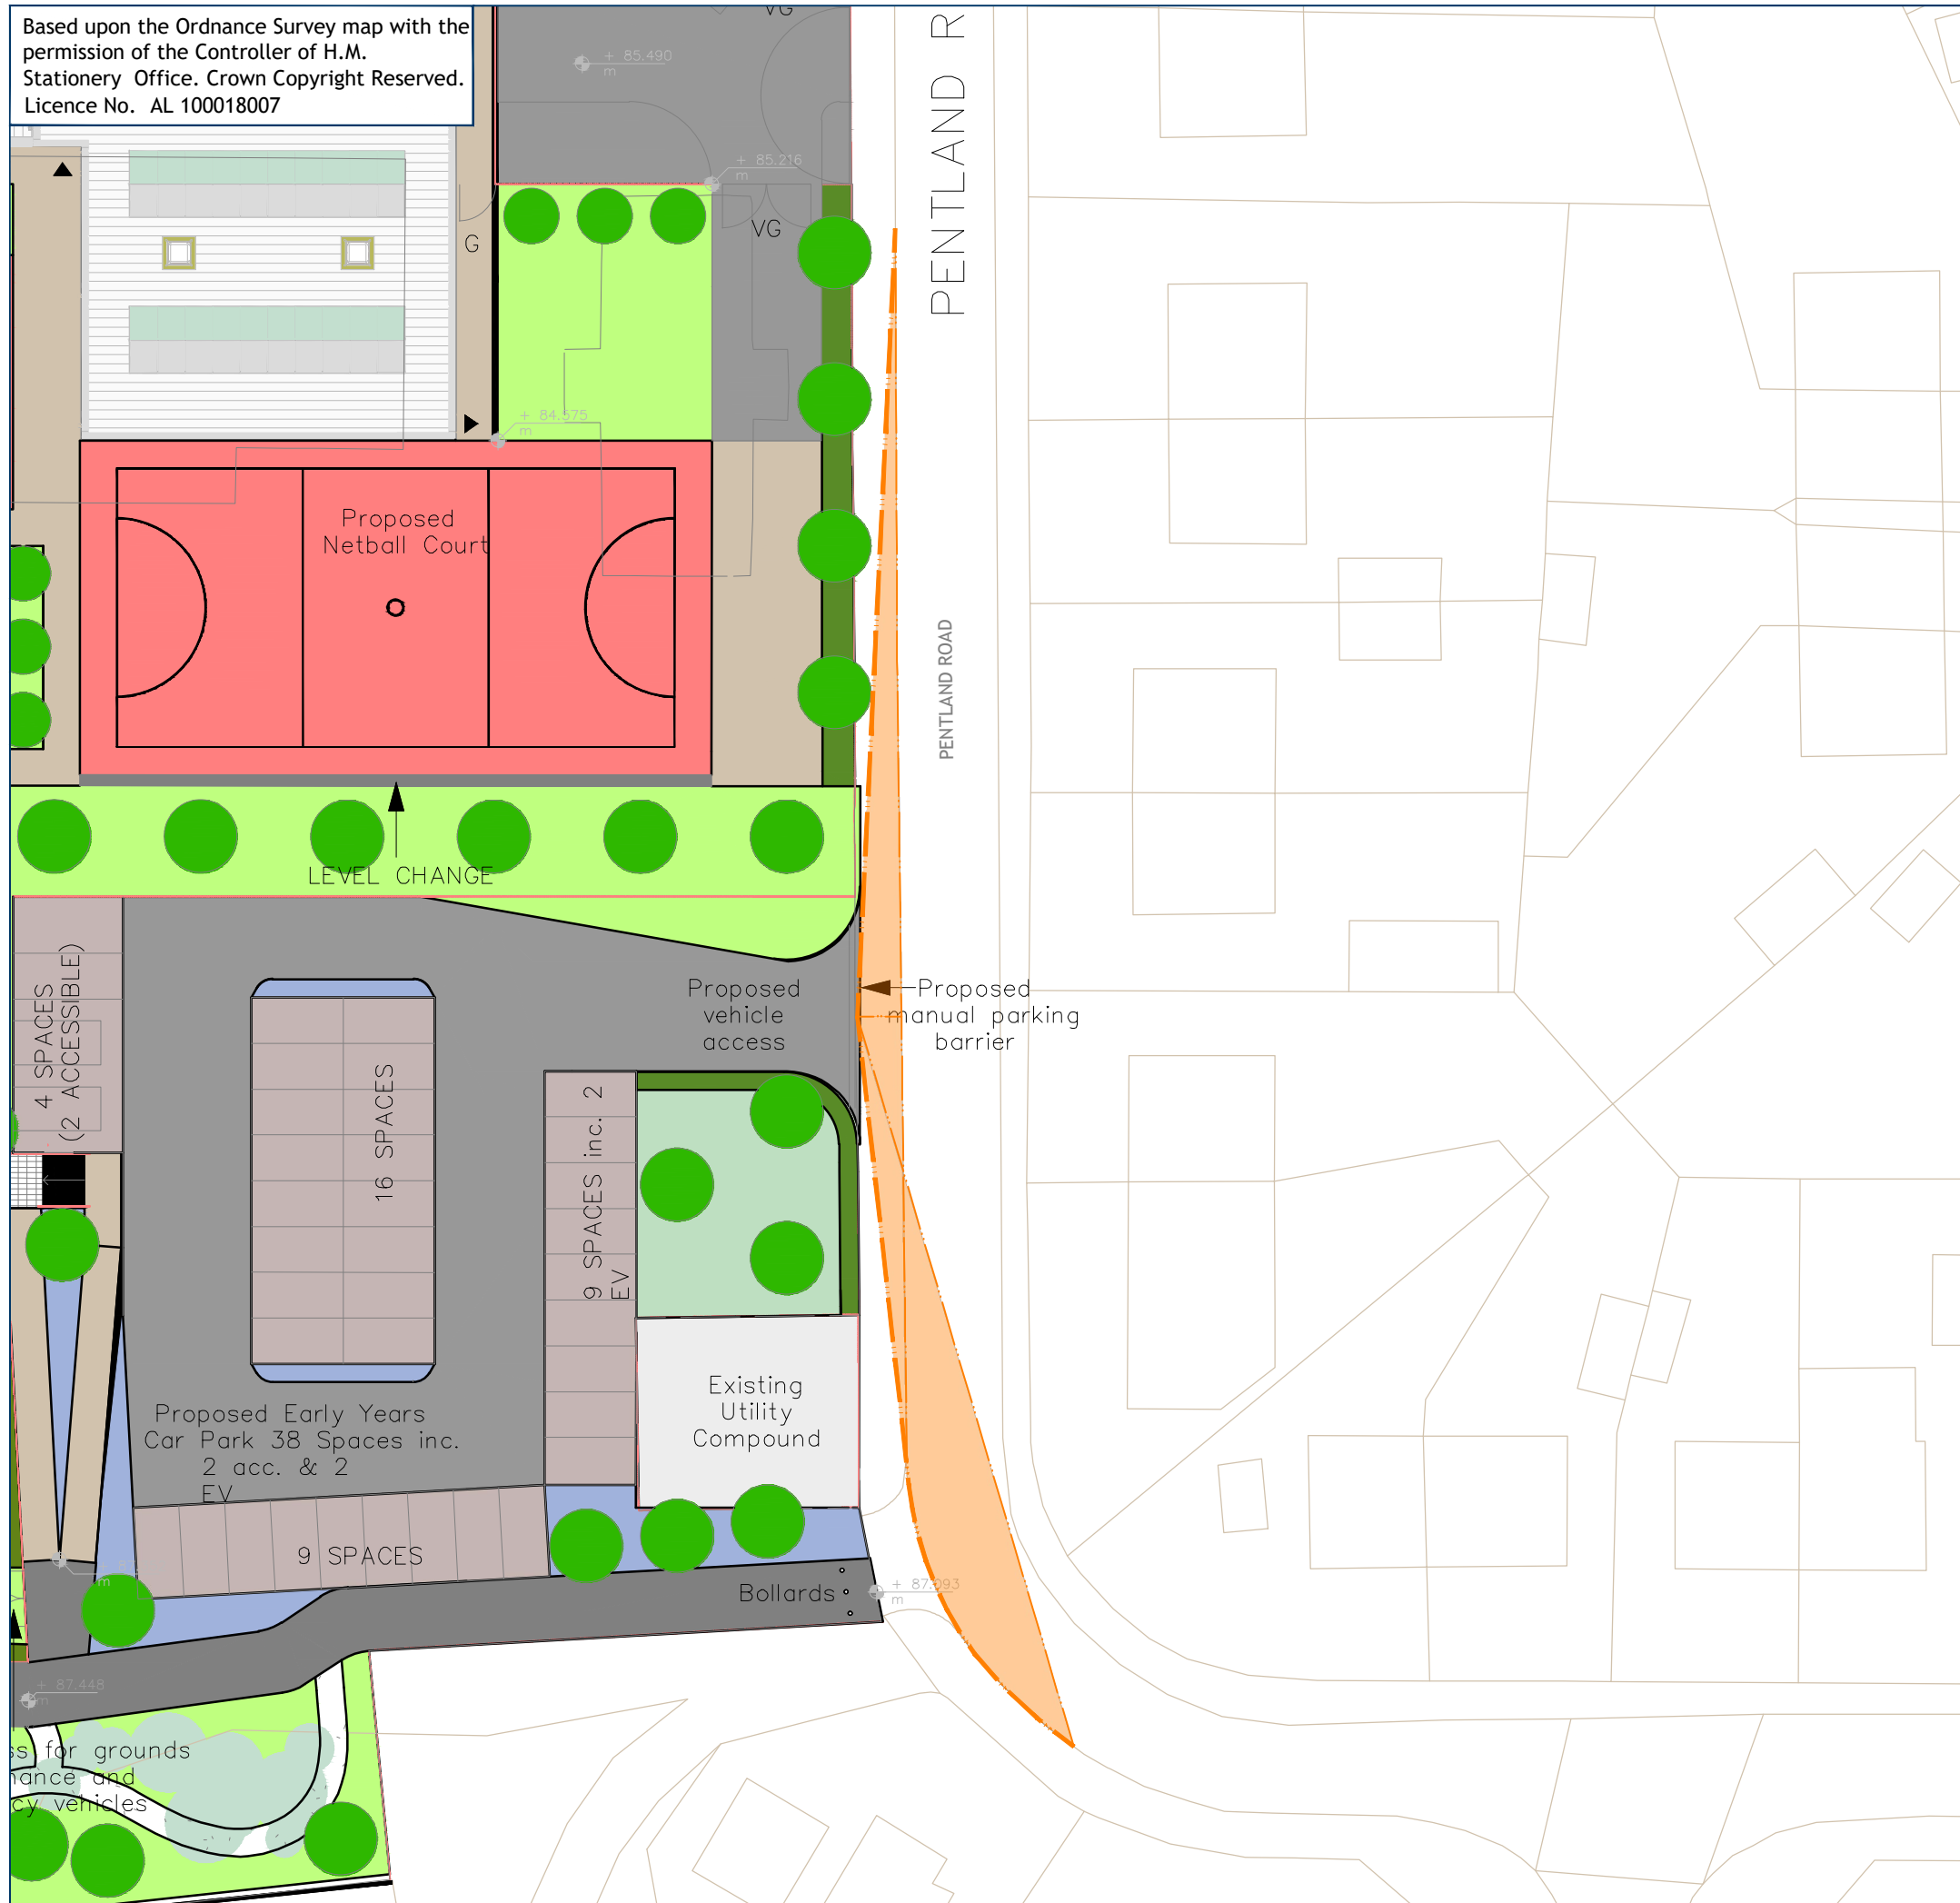 Based upon the Ordnance Survey map with the
permission of the Controller of H.M.
Stationery Office. Crown Copyright Reserved.
Licence No. AL 100018007
VG
+ 85.490
m
PENTLAND R
+ 85.216
m
VG
G
+ 84.575
m
Proposed
Netball Court
PENTLAND ROAD
LEVEL CHANGE
4 SPACES
(2 ACCESSIBLE)
Proposed
vehicle
access
Proposed
manual parking
barrier
16 SPACES
9 SPACES inc. 2
EV
Existing
Utility
Compound
Proposed Early Years
Car Park 38 Spaces inc.
2 acc. & 2
EV
9 SPACES
m
Bollards
+ 87.093
m
+ 87.448
m
ss for grounds
nance and
cy vehicles